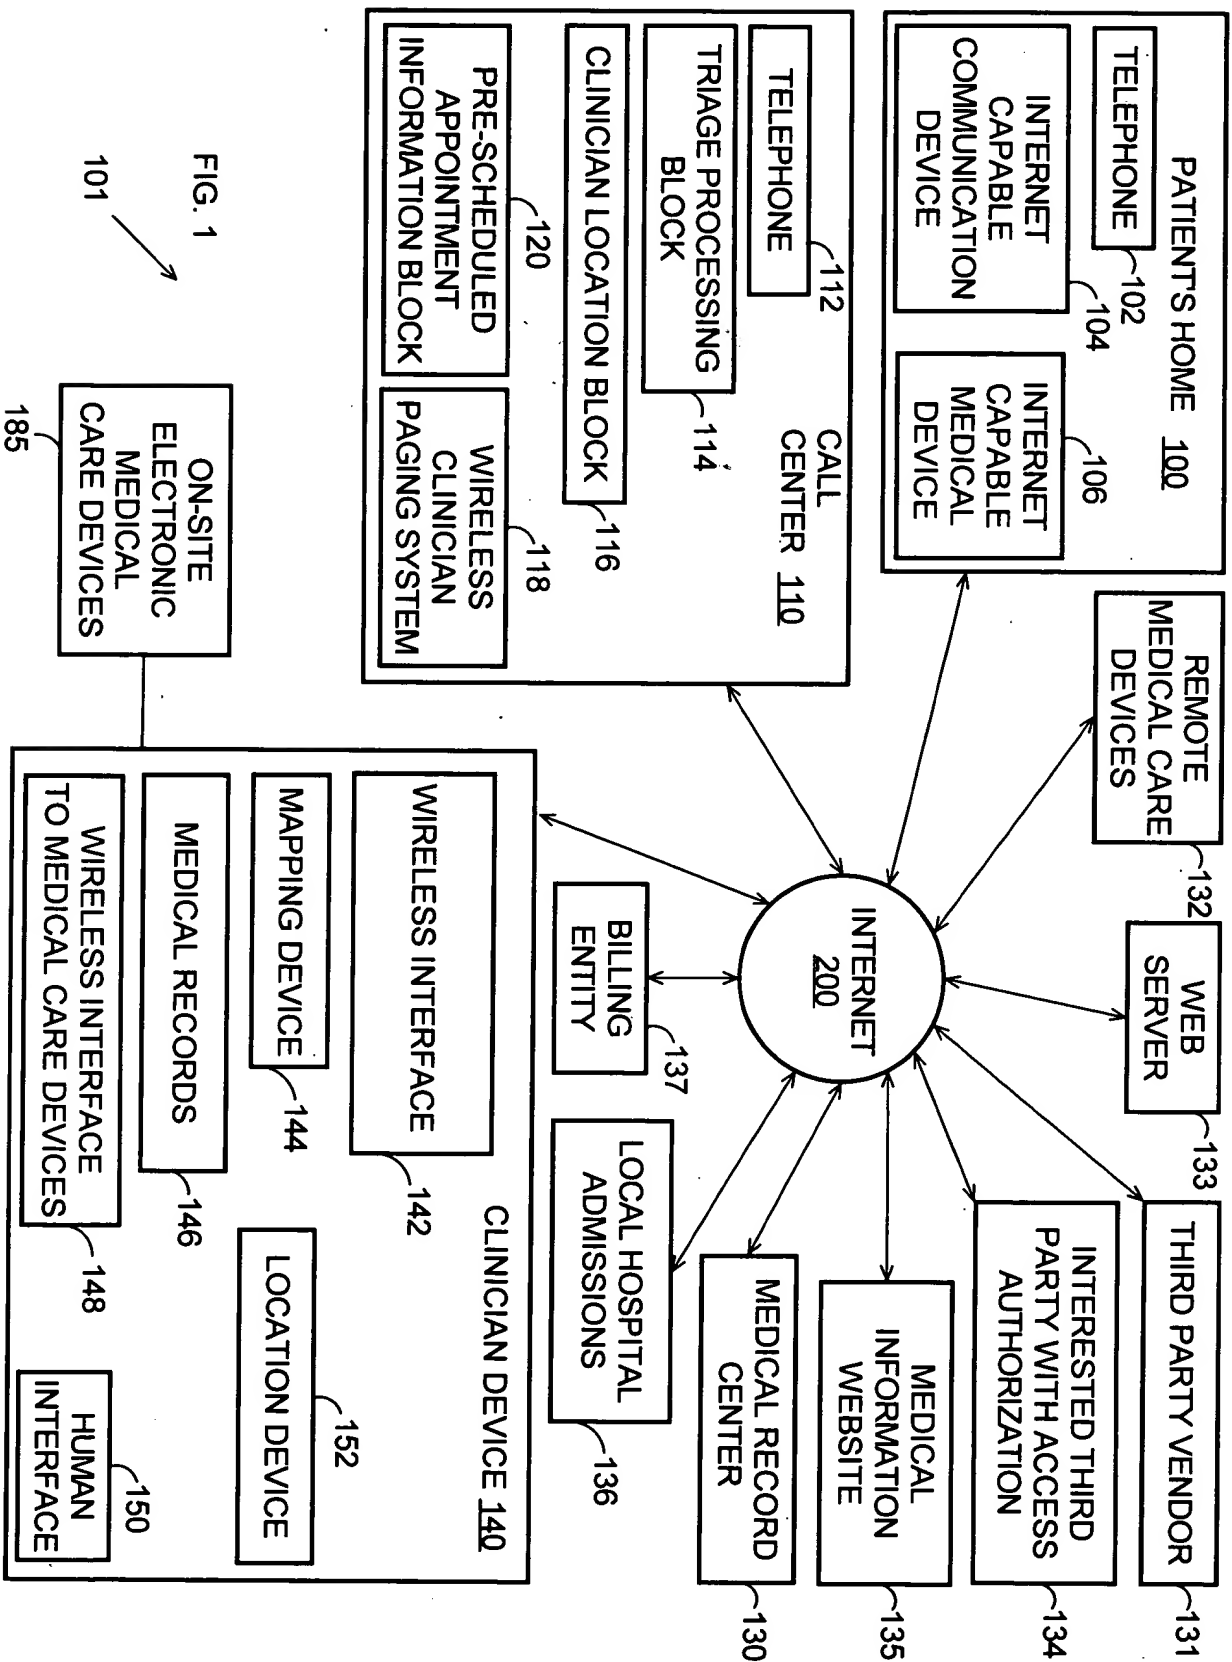 PATIENT'S HOME 100
TELEPHONE
102
INTERNET
CAPABLE
COMMUNICATION
DEVICE
104
INTERNET
CAPABLE
MEDICAL
DEVICE
106
REMOTE
MEDICAL CARE
DEVICES
132
WEB
SERVER
133
THIRD PARTY VENDOR
131
INTERESTED THIRD
PARTY WITH ACCESS
AUTHORIZATION
134
MEDICAL
INFORMATION
WEBSITE
135
MEDICAL RECORD
CENTER
130
LOCAL HOSPITAL
ADMISSIONS
136
BILLING
ENTITY
137
INTERNET
200
CALL
CENTER 110
TELEPHONE
112
TRIAGE PROCESSING
BLOCK
114
CLINICIAN LOCATION BLOCK
116
PRE-SCHEDULED
APPOINTMENT
INFORMATION BLOCK
120
WIRELESS
CLINICIAN
PAGING SYSTEM
118
CLINICIAN DEVICE 140
WIRELESS INTERFACE
142
MAPPING DEVICE
144
LOCATION DEVICE
152
MEDICAL RECORDS
146
WIRELESS INTERFACE
TO MEDICAL CARE DEVICES
148
HUMAN
INTERFACE
150
ON-SITE
ELECTRONIC
MEDICAL
CARE DEVICES
185
FIG. 1
101